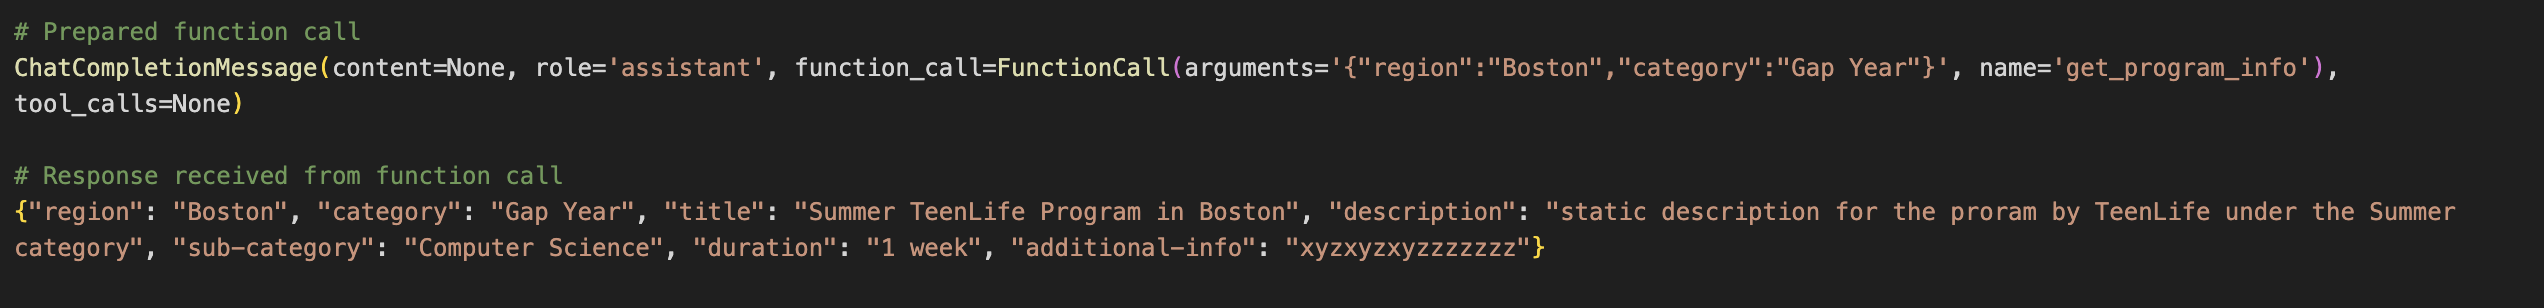 # Prepared function call
ChatCompletionMessage(content=None, role='assistant', function_call=FunctionCall(arguments='{"region":"Boston","category":"Gap Year"}', name='get_program_info'),
tool_calls=None)
# Response received from function call
{"region": "Boston", "category": "Gap Year", "title": "Summer TeenLife Program in Boston", "description": "static description for the proram by TeenLife under the Summer
category", "sub-category": "Computer Science", "duration": "1 week", "additional-info": "xyzxyzxyzzzzzzz"}